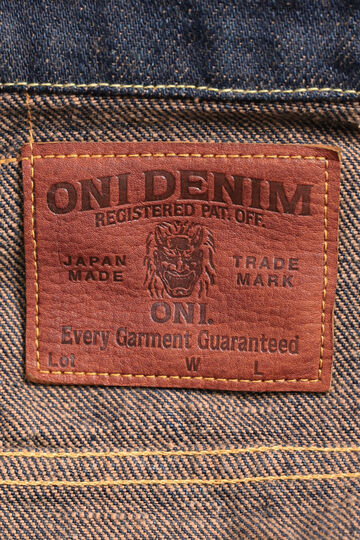 ONI DENIM
REGISTERED PAT. OFF.
JAPAN TRADE
MADE MARK
ONI.
Every Garment Guaranteed
Lot W L